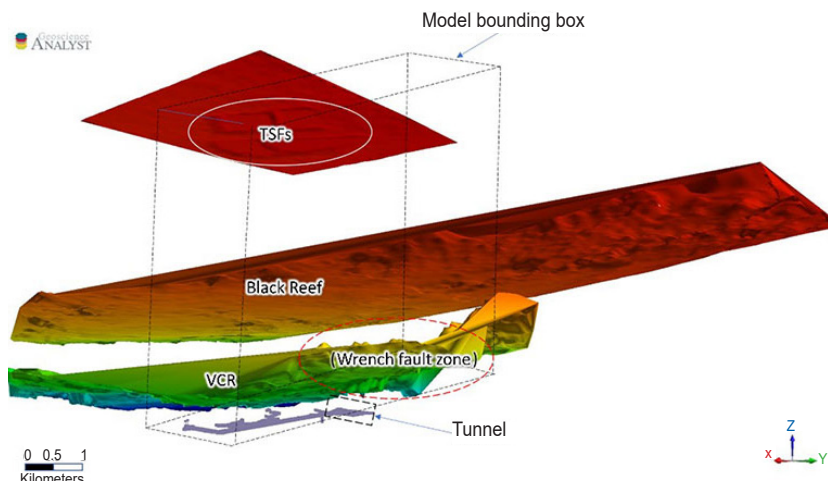 Model bounding box
Geoscience
ANALYST
TSFs
Black Reef
(Wrench fault zone)
VCR
Tunnel
0 0.5 1
Kilometers
Z
X
Y